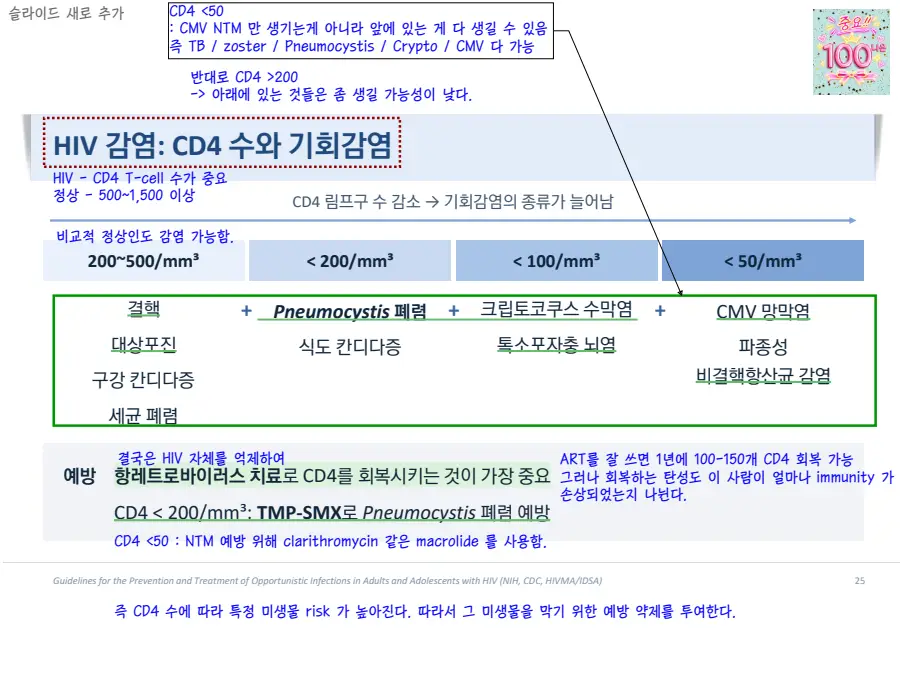 슬라이드 새로 추가
CD4 <50
: CMV NTM 만 생기는게 아니라 앞에 있는 게 다 생길 수 있음
즉 TB / zoster / Pneumocystis / Crypto / CMV 다 가능
중요!!
100
반대로 CD4 >200
-> 아래에 있는 것들은 좀 생길 가능성이 낮다.
HIV 감염: CD4 수와 기회감염
HIV - CD4 T-cell 수가 중요
정상 - 500~1,500 이상
CD4 림프구 수 감소 → 기회감염의 종류가 늘어남
비교적 정상인도 감염 가능함.
200~500/mm³ < 200/mm³ < 100/mm³ < 50/mm³
결핵 + Pneumocystis 폐렴 + 크립토코쿠스 수막염 + CMV 망막염
대상포진 식도 칸디다증 톡소포자충 뇌염 파종성
구강 칸디다증 비결핵항산균 감염
세균 폐렴
결국은 HIV 자체를 억제하여
예방 항레트로바이러스 치료로 CD4를 회복시키는 것이 가장 중요
CD4 < 200/mm³: TMP-SMX로 Pneumocystis 폐렴 예방
CD4 <50 : NTM 예방 위해 clarithromycin 같은 macrolide 를 사용함.
ART를 잘 쓰면 1년에 100-150개 CD4 회복 가능
그러나 회복하는 탄성도 이 사람이 얼마나 immunity 가
손상되었는지 나뉜다.
Guidelines for the Prevention and Treatment of Opportunistic Infections in Adults and Adolescents with HIV (NIH, CDC, HIVMA/IDSA)
25
즉 CD4 수에 따라 특정 미생물 risk 가 높아진다. 따라서 그 미생물을 막기 위한 예방 약제를 투여한다.